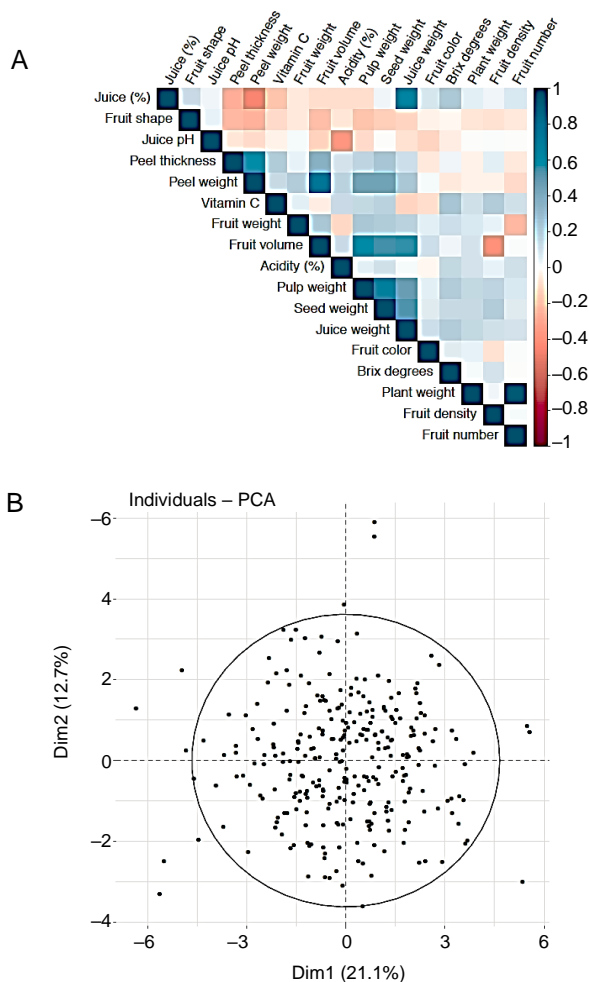 A
Juice (%)
Fruit shape
Juice pH
Peel thickness
Peel weight
Vitamin C
Fruit weight
Fruit volume
Acidity (%)
Pulp weight
Seed weight
Juice weight
Fruit color
Brix degrees
Plant weight
Fruit density
Fruit number
Juice (%)
Fruit shape
Juice pH
Peel thickness
Peel weight
Vitamin C
Fruit weight
Fruit volume
Acidity (%)
Pulp weight
Seed weight
Juice weight
Fruit color
Brix degrees
Plant weight
Fruit density
Fruit number
1
0.8
0.6
0.4
0.2
0
–0.2
–0.4
–0.6
–0.8
–1
B
Individuals – PCA
–6
4
2
0
–2
–4
Dim2 (12.7%)
–6 –3 0 3 6
Dim1 (21.1%)